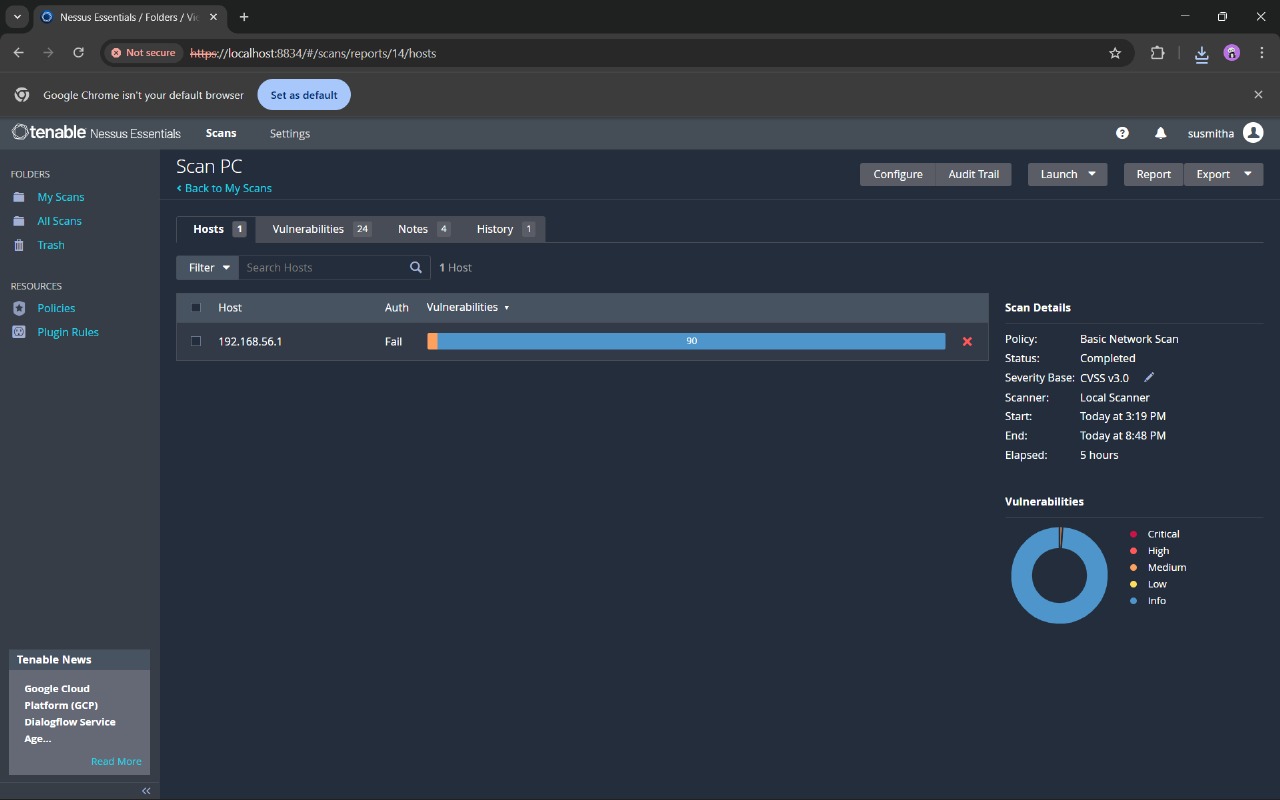 Nessus Essentials / Folders / Vi
Not secure https://localhost:8834/#/scans/reports/14/hosts
Google Chrome isn't your default browser Set as default
tenable Nessus Essentials Scans Settings susmitha
FOLDERS
My Scans
All Scans
Trash
RESOURCES
Policies
Plugin Rules
Tenable News
Google Cloud
Platform (GCP)
Dialogflow Service
Age...
Read More
Scan PC
< Back to My Scans
Configure Audit Trail Launch Report Export
Hosts 1 Vulnerabilities 24 Notes 4 History 1
Filter Search Hosts 1 Host
Host Auth Vulnerabilities
192.168.56.1 Fail 90
Scan Details
Policy: Basic Network Scan
Status: Completed
Severity Base: CVSS v3.0
Scanner: Local Scanner
Start: Today at 3:19 PM
End: Today at 8:48 PM
Elapsed: 5 hours
Vulnerabilities
Critical
High
Medium
Low
Info